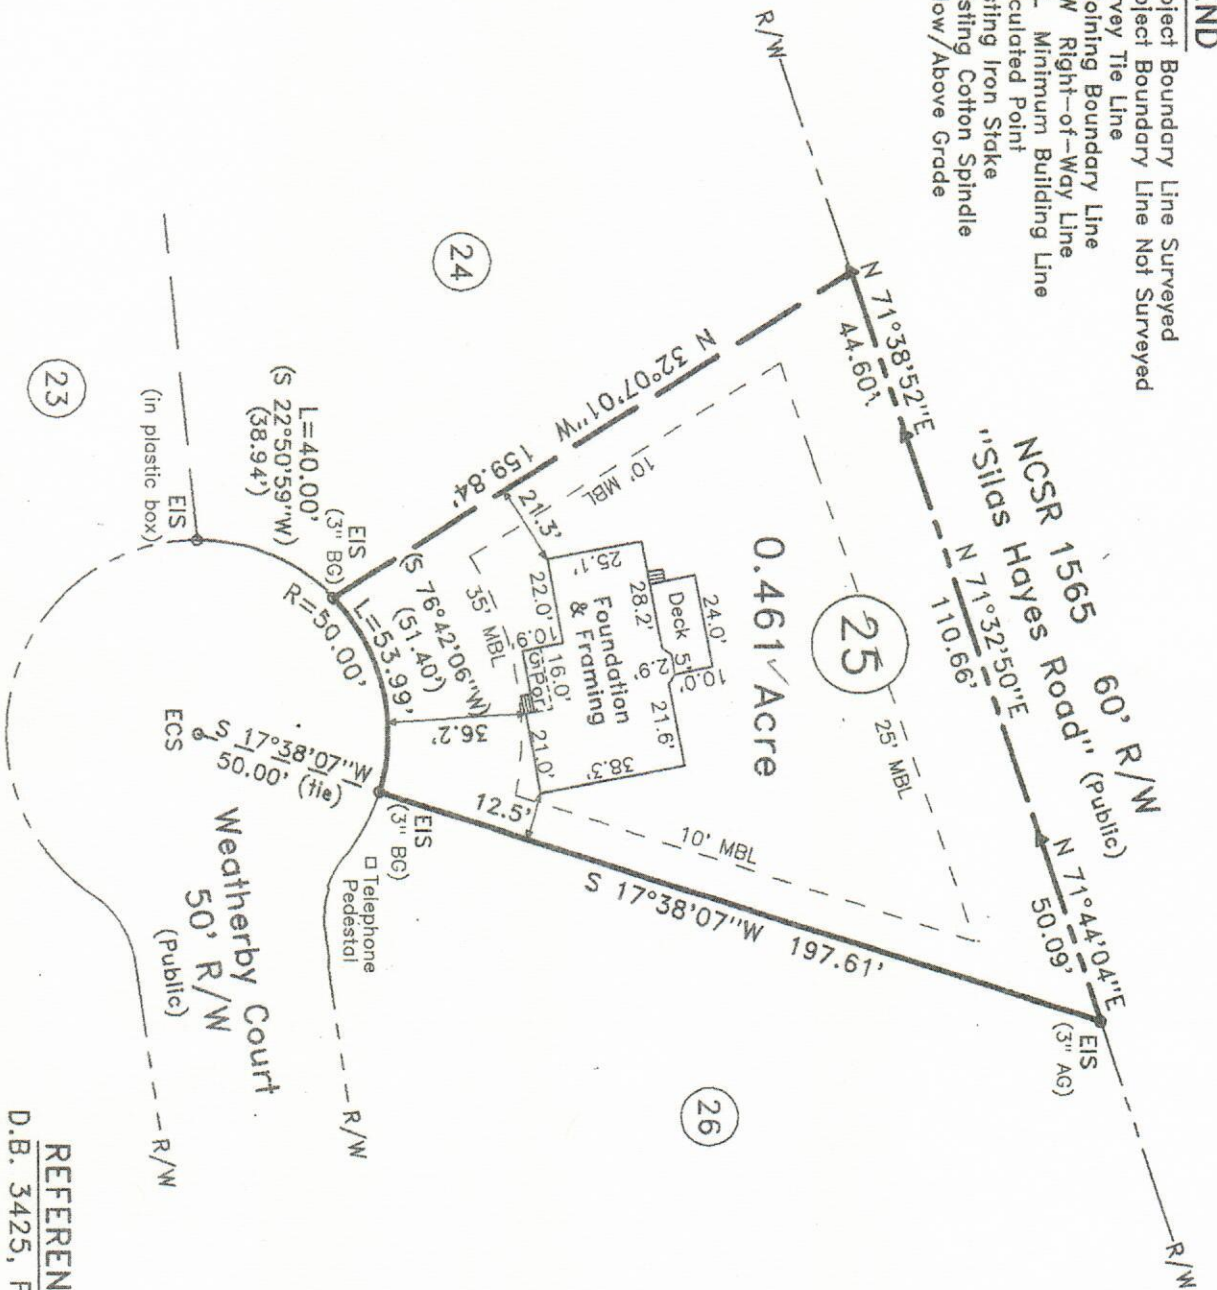 ND
bject Boundary Line Surveyed
bject Boundary Line Not Surveyed
vey Tie Line
oining Boundary Line
W Right-of-Way Line
- Minimum Building Line
culated Point
sting Iron Stake
sting Cotton Spindle
low/Above Grade
R/W
N 71°38'52"E
44.60'
NCSR 1565 60' R/W
"Silas Hayes Road" (Public)
N 71°32'50"E
110.66'
N 71°44'04"E
50.09'
EIS
(3" AG)
R/W
24
N 32°07'01"W 159.84'
10' MBL
25
25' MBL
0.461 Acre
24.0'
Deck
10.0'
5'
28.2'
2.9'
21.6'
25.1'
Foundation
& Framing
38.3'
21.3'
22.0'
16.0'
21.0'
35' MBL
12.5'
10' MBL
S 17°38'07"W 197.61'
26
23
(in plastic box)
EIS
L=40.00'
(S 22°50'59"W)
(38.94')
EIS
(3" BG)
(S 76°42'06"W)
(51.40')
L=53.99'
R=50.00'
36.2'
ECS
S 17°38'07"W
50.00' (tie)
EIS
(3" BG)
Telephone
Pedestal
Weatherby Court
50' R/W
(Public)
R/W
R/W
REFEREN
D.B. 3425, P